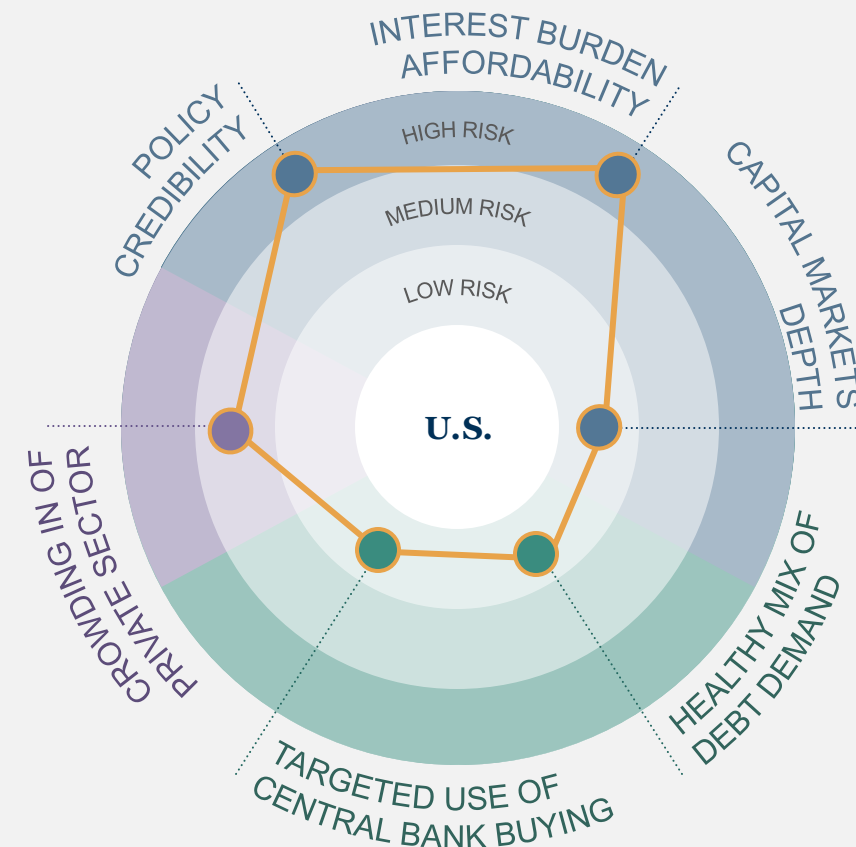 INTEREST BURDEN
AFFORDABILITY
POLICY
CREDIBILITY
HIGH RISK
MEDIUM RISK
LOW RISK
CAPITAL MARKETS
DEPTH
U.S.
CROWDING IN OF
PRIVATE SECTOR
HEALTHY MIX OF
DEBT DEMAND
TARGETED USE OF
CENTRAL BANK BUYING